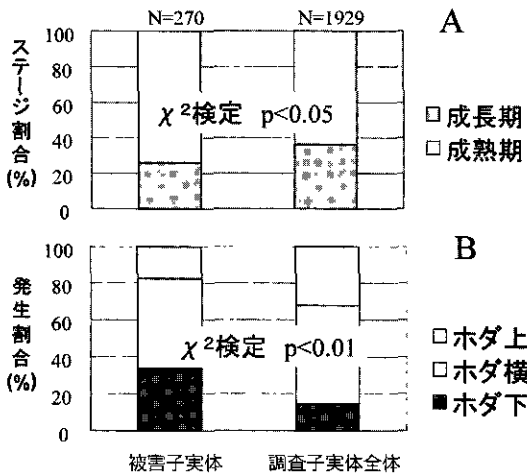 N=270 N=1929 A
ステージ割合(%)
100
80
60
40
20
0
χ²検定 p<0.05
成長期
成熟期
B
発生割合(%)
100
80
60
40
20
0
χ²検定 p<0.01
ホダ上
ホダ横
ホダ下
被害子実体 調査子実体全体